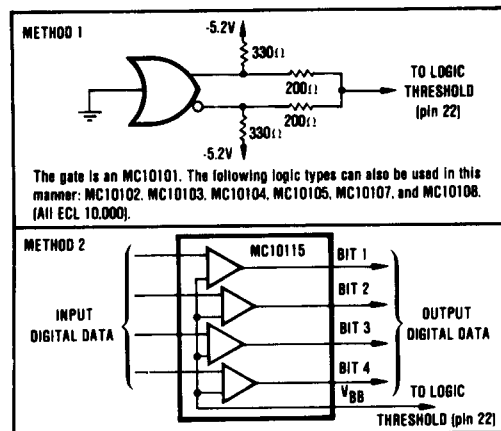 METHOD 1
-5.2V
330Ω
200Ω
TO LOGIC
THRESHOLD
(pin 22)
200Ω
330Ω
-5.2V
The gate is an MC10101. The following logic types can also be used in this
manner: MC10102, MC10103, MC10104, MC10105, MC10107, and MC10108.
(All ECL 10,000).
METHOD 2
MC10115
BIT 1
BIT 2
INPUT
DIGITAL DATA
OUTPUT
DIGITAL DATA
BIT 3
BIT 4
VBB
TO LOGIC
THRESHOLD (pin 22)